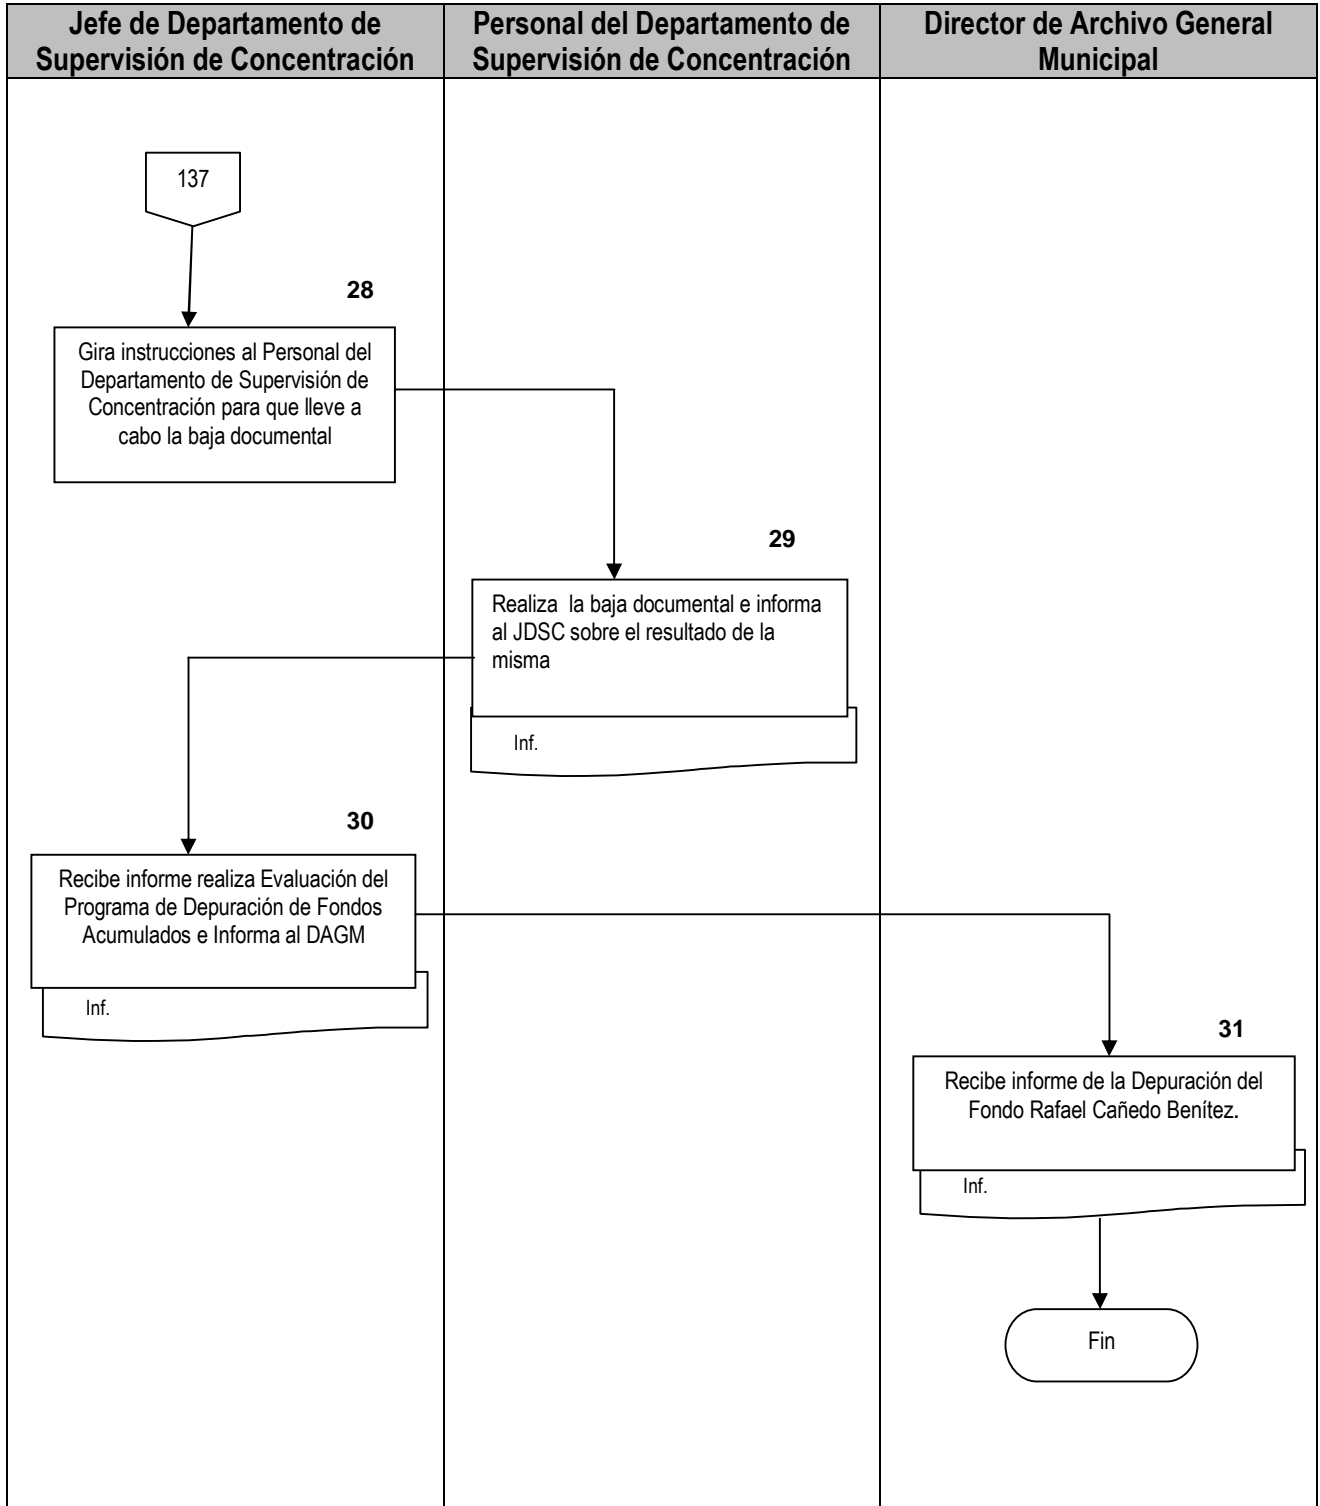 Jefe de Departamento de
Supervisión de Concentración
Personal del Departamento de
Supervisión de Concentración
Director de Archivo General
Municipal
137
28
Gira instrucciones al Personal del
Departamento de Supervisión de
Concentración para que lleve a
cabo la baja documental
29
Realiza la baja documental e informa
al JDSC sobre el resultado de la
misma
Inf.
30
Recibe informe realiza Evaluación del
Programa de Depuración de Fondos
Acumulados e Informa al DAGM
Inf.
31
Recibe informe de la Depuración del
Fondo Rafael Cañedo Benítez.
Inf.
Fin